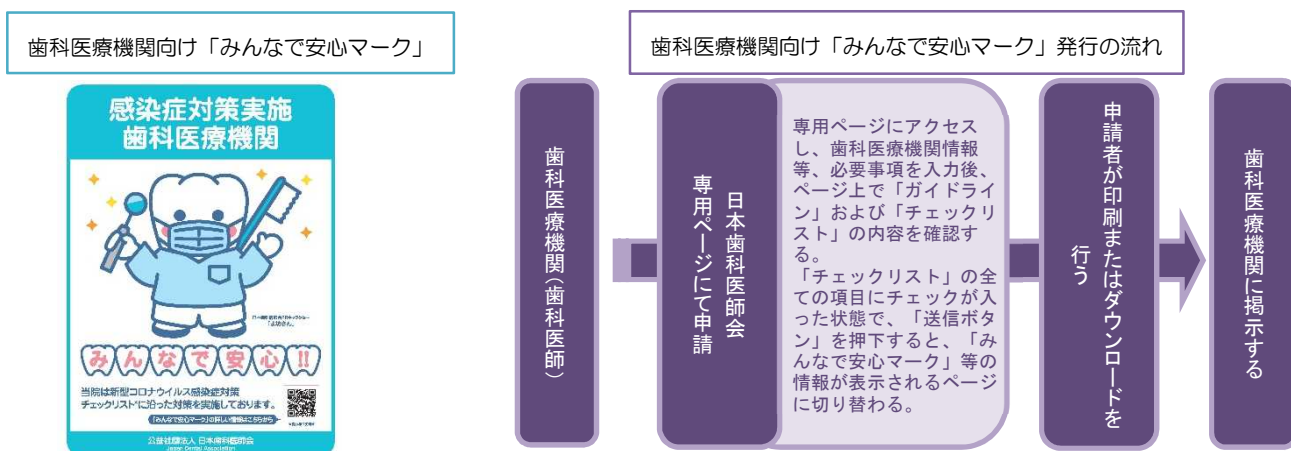 歯科医療機関向け「みんなで安心マーク」
感染症対策実施
歯科医療機関
「よ坊さん」
みんなで安心!!
当院は新型コロナウイルス感染症対策
チェックリスト*に沿った対策を実施しております。
「みんなで安心マーク」の詳しい情報はこちらから
公益社団法人 日本歯科医師会
Japan Dental Association
歯科医療機関向け「みんなで安心マーク」発行の流れ
歯科医療機関(歯科医師)
日本歯科医師会
専用ページにて申請
専用ページにアクセス
し、歯科医療機関情報
等、必要事項を入力後、
ページ上で「ガイドライ
ン」および「チェックリ
スト」の内容を確認す
る。
「チェックリスト」の全
ての項目にチェックが入
った状態で、「送信ボタ
ン」を押下すると、「み
んなで安心マーク」等の
情報が表示されるページ
に切り替わる。
申請者が印刷またはダウンロードを
行う
歯科医療機関に掲示する